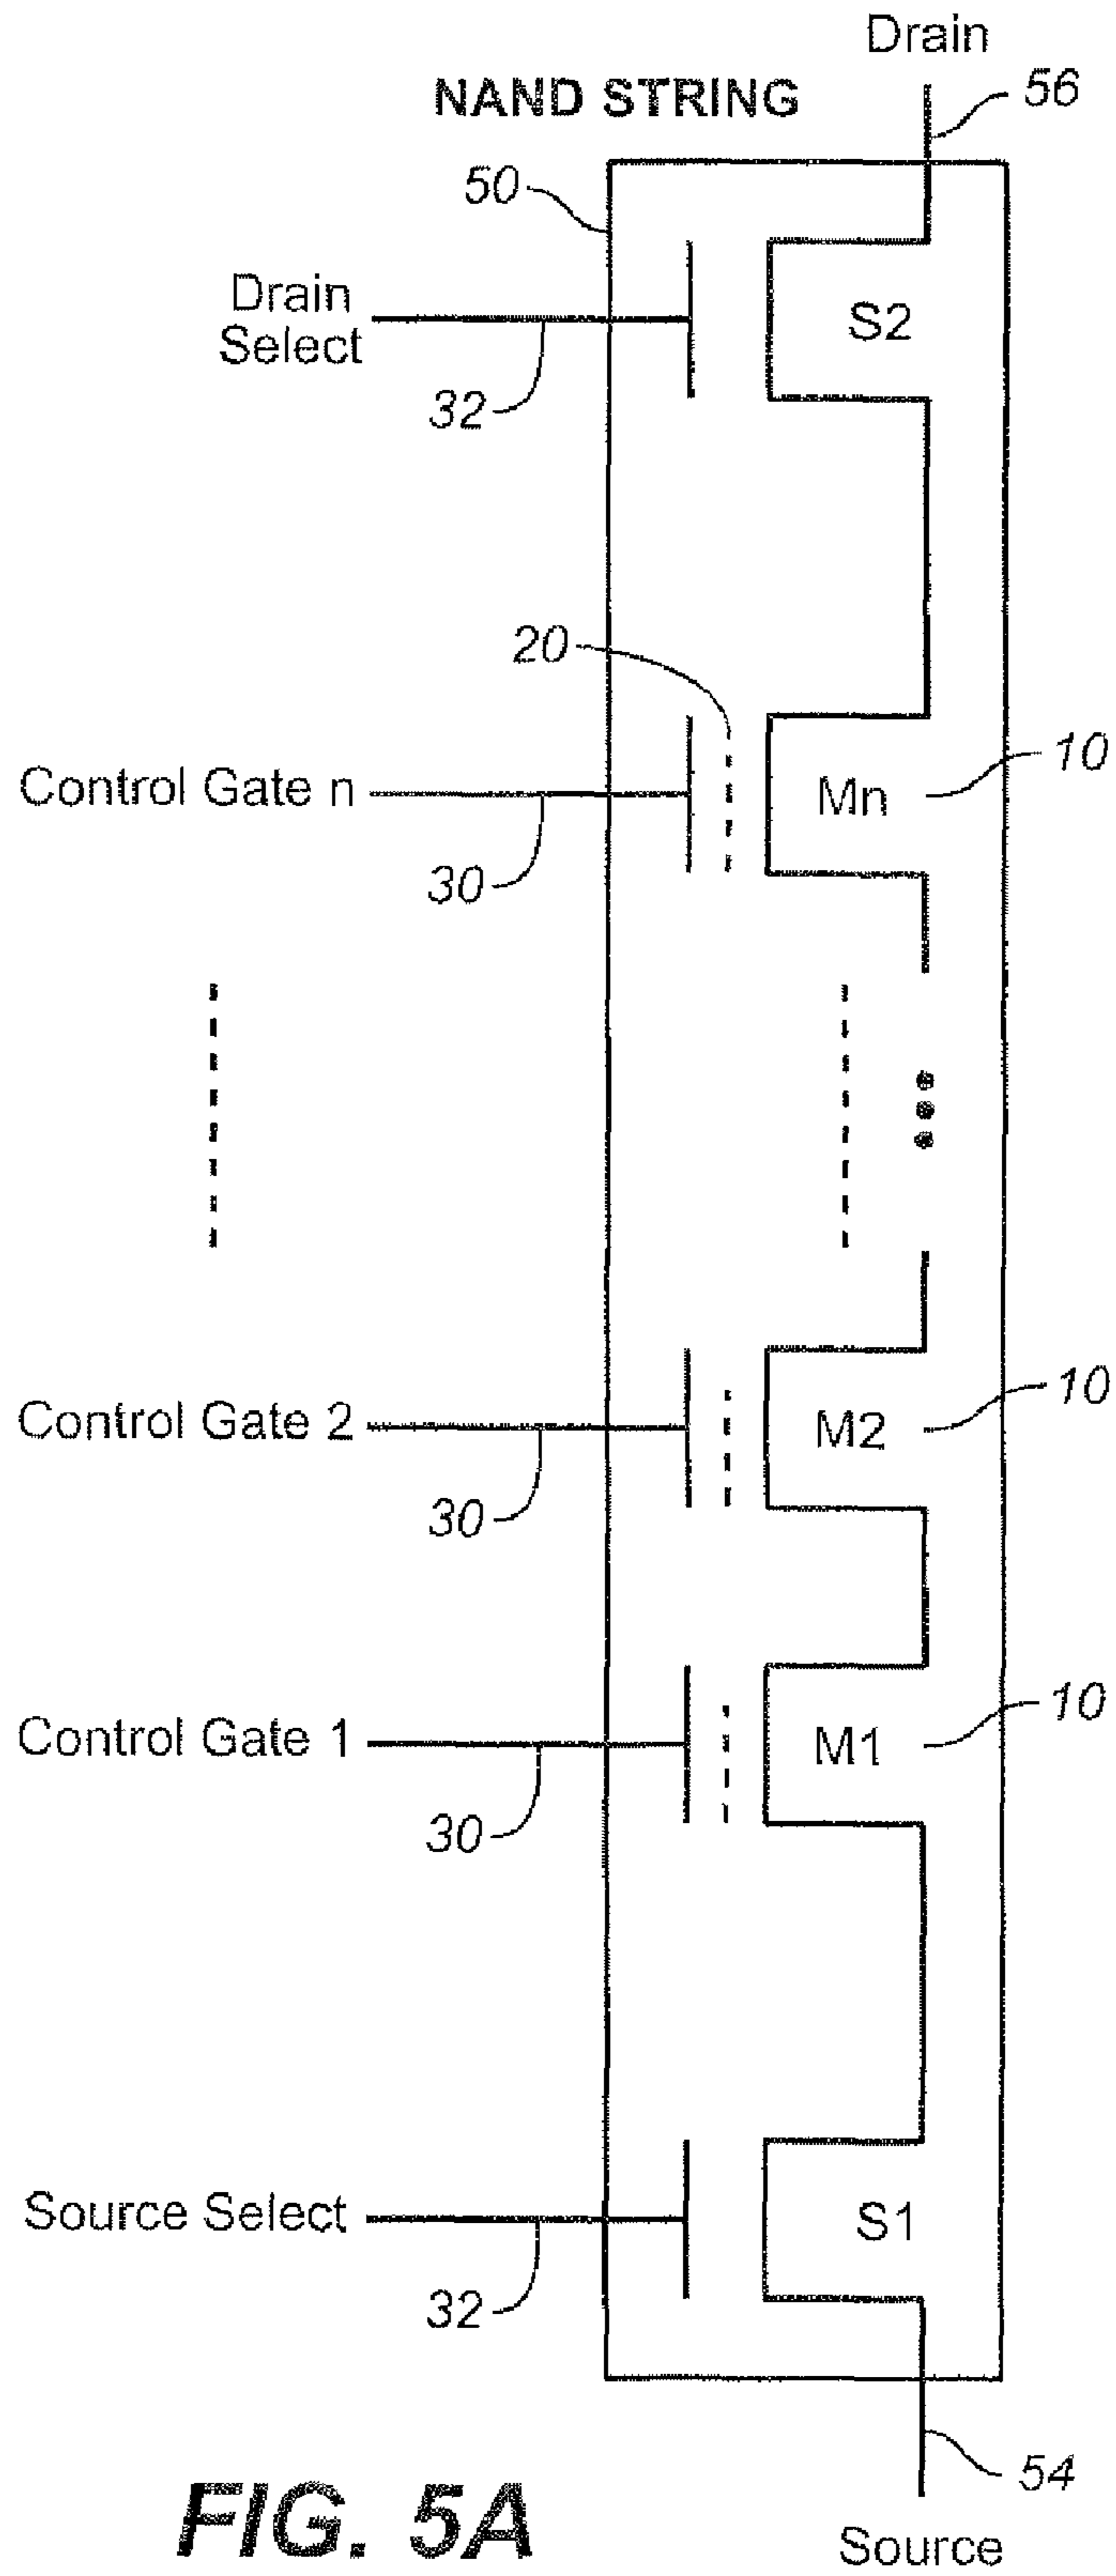 Drain
NAND STRING
56
50
Drain
Select
S2
32
20
Control Gate n
Mn
10
30
Control Gate 2
M2
10
30
Control Gate 1
M1
10
30
Source Select
S1
32
54
FIG. 5A
Source